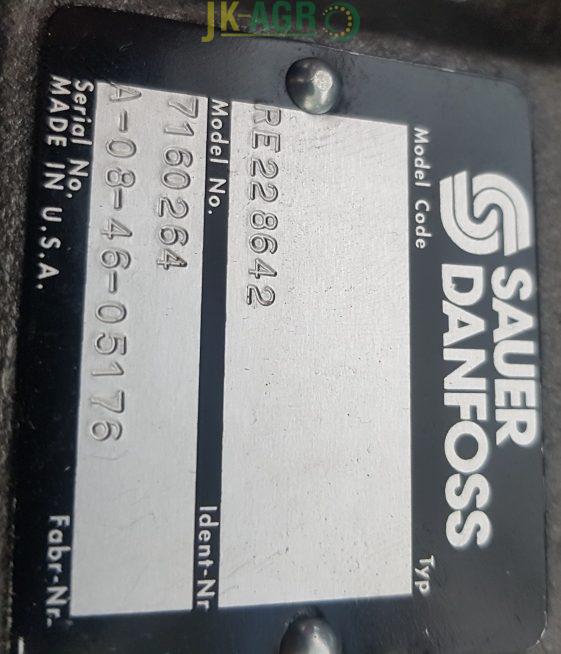 JK-AGRO
SAUER
DANFOSS
Model Code Typ
RE228642
Model No. Ident-Nr
7160264
A-08-46-05176
Serial No. Fabr-Nr.
MADE IN U.S.A.